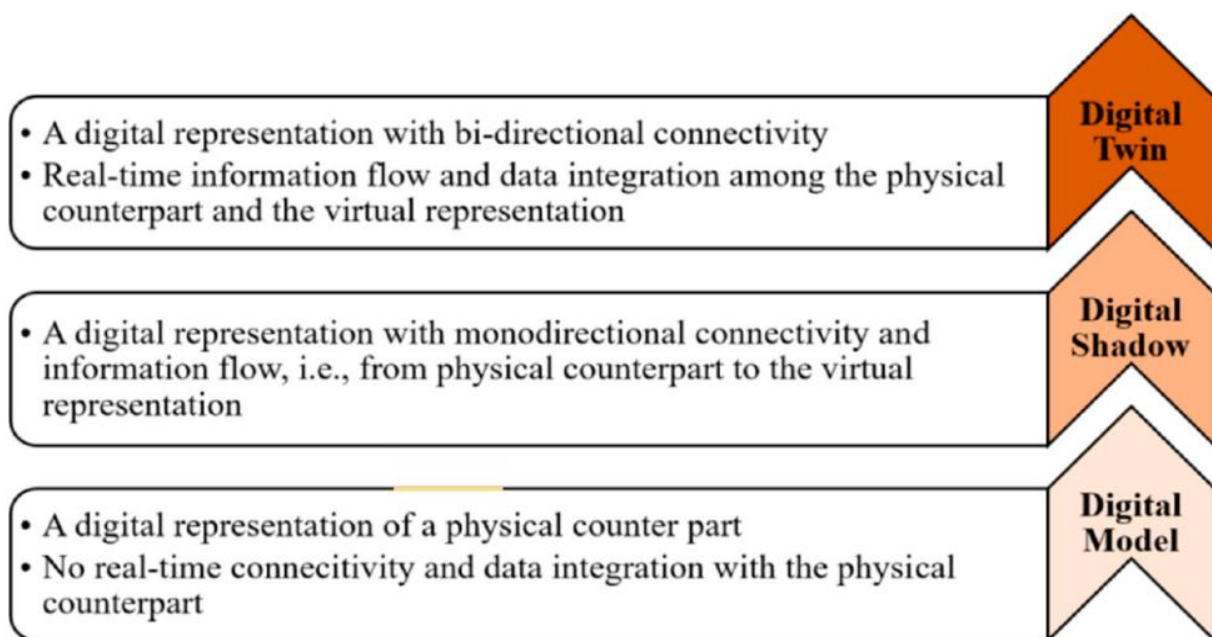 • A digital representation with bi-directional connectivity
• Real-time information flow and data integration among the physical
counterpart and the virtual representation
Digital
Twin
• A digital representation with monodirectional connectivity and
information flow, i.e., from physical counterpart to the virtual
representation
Digital
Shadow
• A digital representation of a physical counter part
• No real-time connecitivity and data integration with the physical
counterpart
Digital
Model